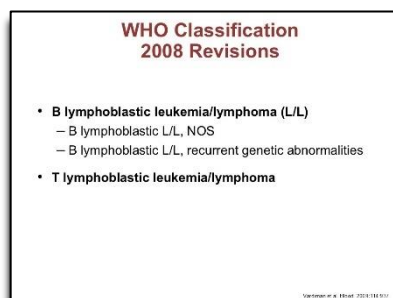 WHO Classification
2008 Revisions
• B lymphoblastic leukemia/lymphoma (L/L)
– B lymphoblastic L/L, NOS
– B lymphoblastic L/L, recurrent genetic abnormalities
• T lymphoblastic leukemia/lymphoma